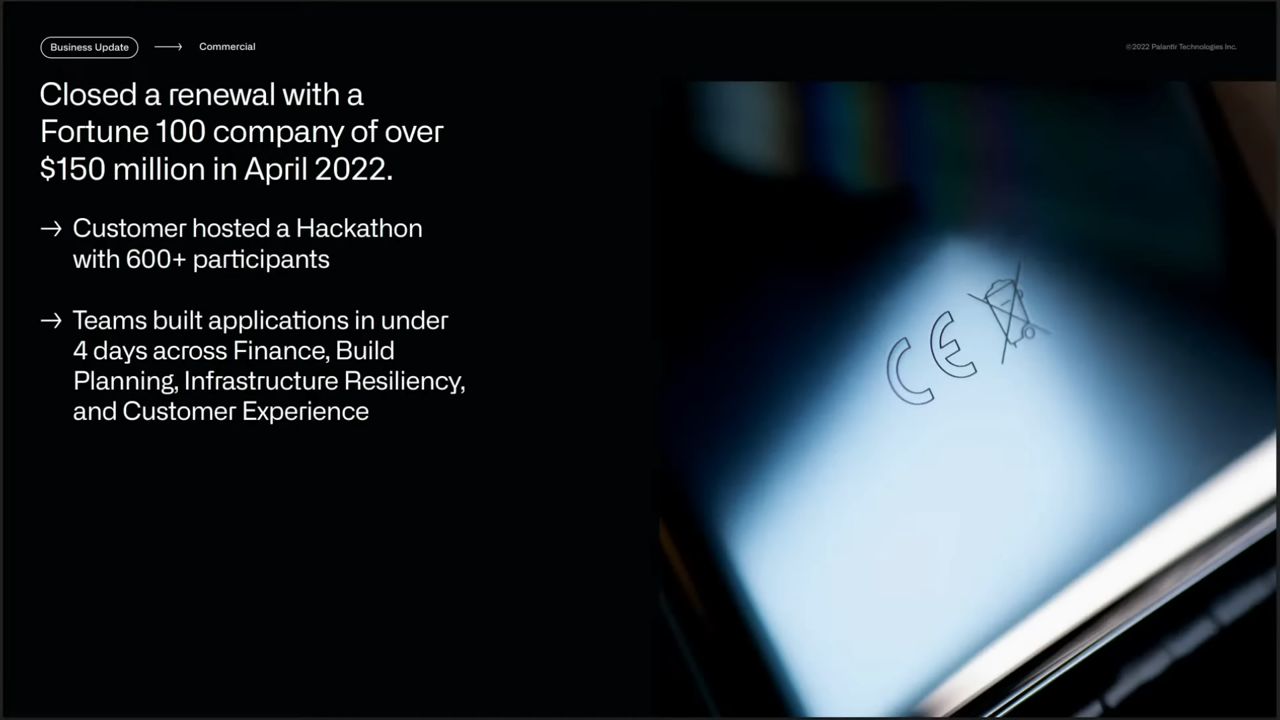 Business Update → Commercial
©2022 Palantir Technologies Inc.
Closed a renewal with a
Fortune 100 company of over
$150 million in April 2022.
→ Customer hosted a Hackathon
with 600+ participants
→ Teams built applications in under
4 days across Finance, Build
Planning, Infrastructure Resiliency,
and Customer Experience
CE